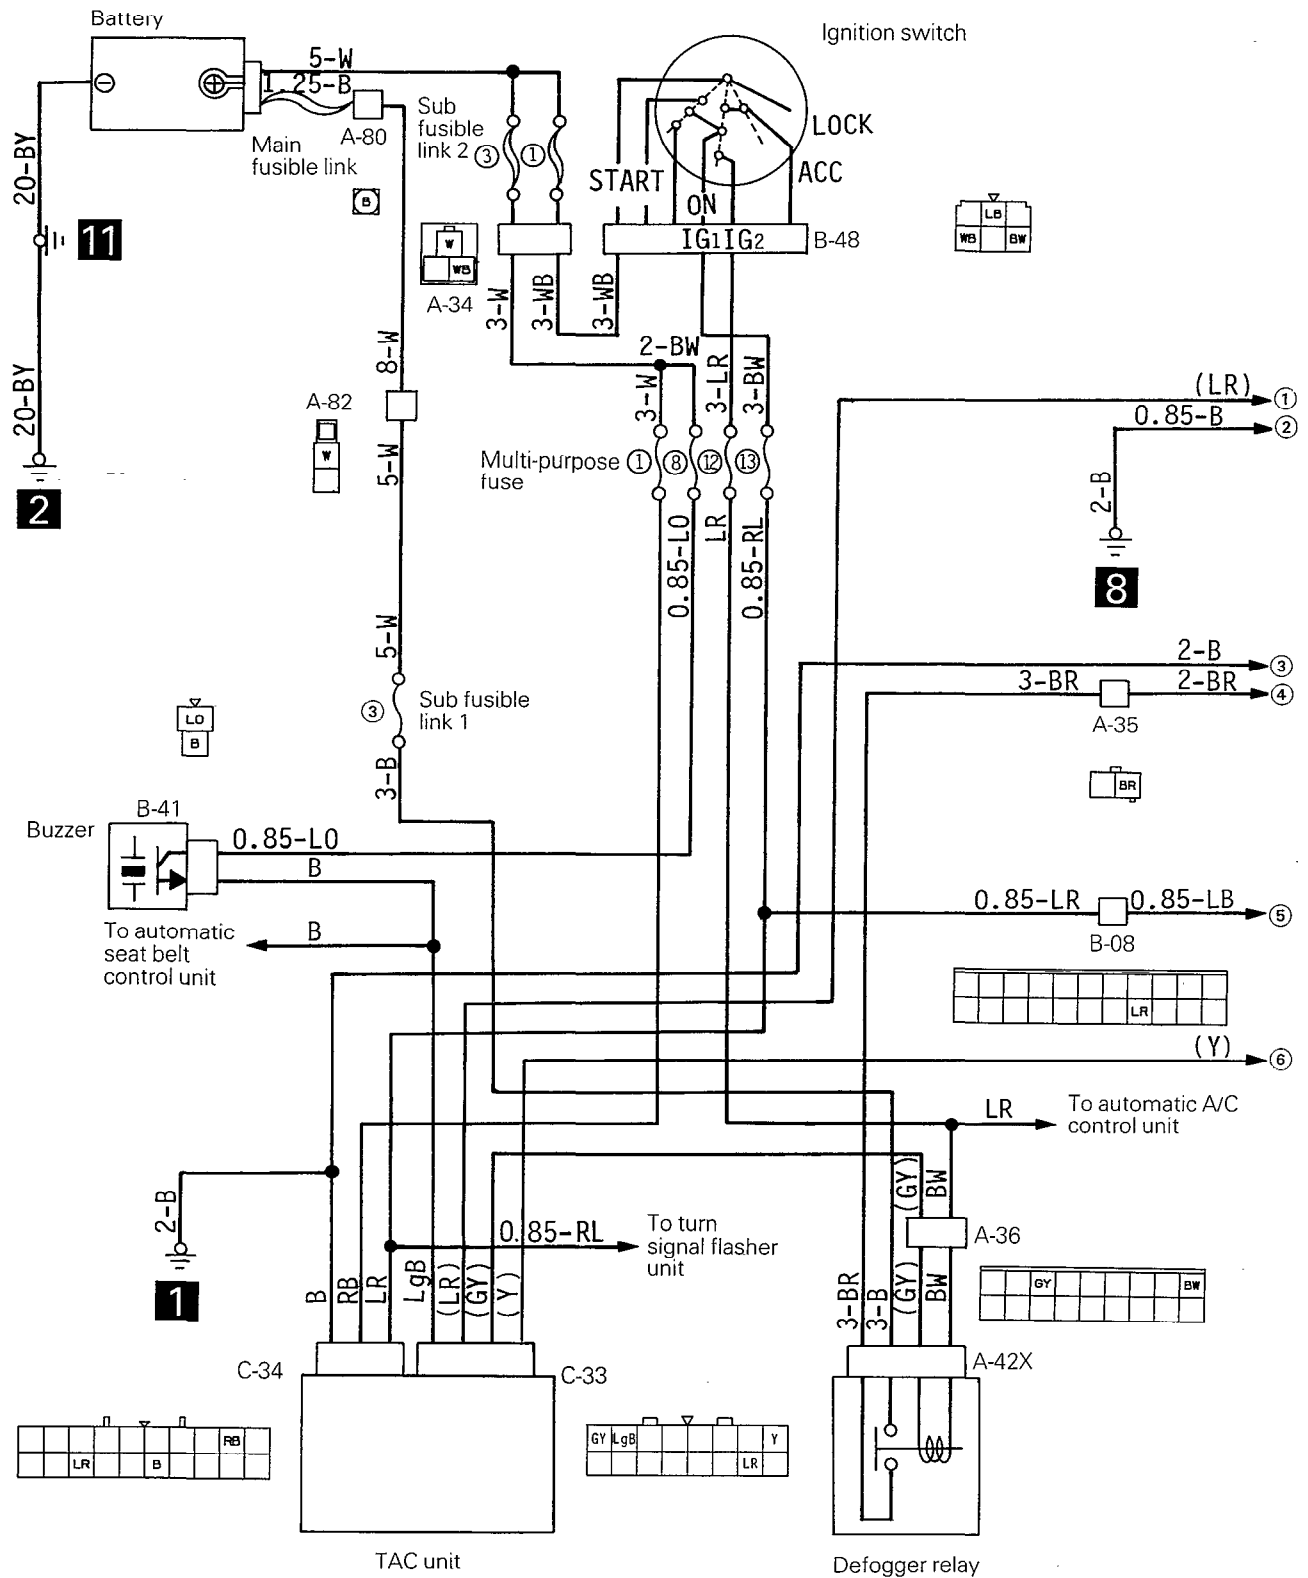 Battery
Ignition switch
5-W
1.25-B
Sub
fusible
link 2
③
①
A-80
Main
fusible link
LOCK
ACC
START
ON
20-BY
B
11
W
WB
A-34
IG1 IG2
B-48
LB
WB
BW
3-W
3-WB
3-WB
2-BW
8-W
3-W
3-LR
3-BW
20-BY
A-82
W
5-W
(LR)
①
0.85-B
②
Multi-purpose
fuse
①
⑧
⑫
⑬
2
2-B
8
0.85-LO
LR
0.85-RL
5-W
2-B
③
3-BR
2-BR
④
A-35
③
Sub fusible
link 1
LO
B
3-B
BR
B-41
Buzzer
0.85-LO
B
To automatic
seat belt
control unit
B
0.85-LR
0.85-LB
⑤
B-08
LR
(Y)
⑥
LR
To automatic A/C
control unit
(GY)
BW
2-B
1
0.85-RL
To turn
signal flasher
unit
A-36
B
RB
LR
LgB
(LR)
(GY)
(Y)
3-BR
3-B
(GY)
BW
GY
BW
C-34
C-33
A-42X
RB
LR
B
GY
LgB
Y
LR
TAC unit
Defogger relay